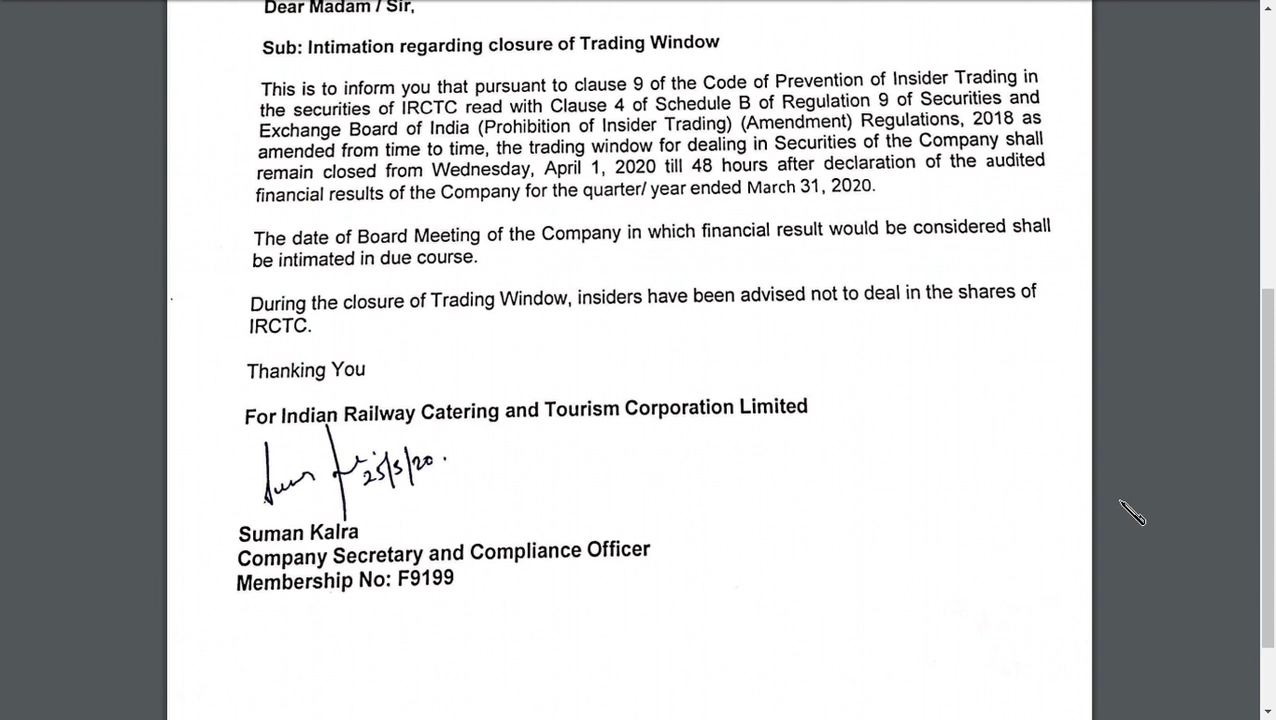 Dear Madam / Sir,
Sub: Intimation regarding closure of Trading Window
This is to inform you that pursuant to clause 9 of the Code of Prevention of Insider Trading in
the securities of IRCTC read with Clause 4 of Schedule B of Regulation 9 of Securities and
Exchange Board of India (Prohibition of Insider Trading) (Amendment) Regulations, 2018 as
amended from time to time, the trading window for dealing in Securities of the Company shall
remain closed from Wednesday, April 1, 2020 till 48 hours after declaration of the audited
financial results of the Company for the quarter/ year ended March 31, 2020.
The date of Board Meeting of the Company in which financial result would be considered shall
be intimated in due course.
During the closure of Trading Window, insiders have been advised not to deal in the shares of
IRCTC.
Thanking You
For Indian Railway Catering and Tourism Corporation Limited
25/3/20.
Suman Kalra
Company Secretary and Compliance Officer
Membership No: F9199